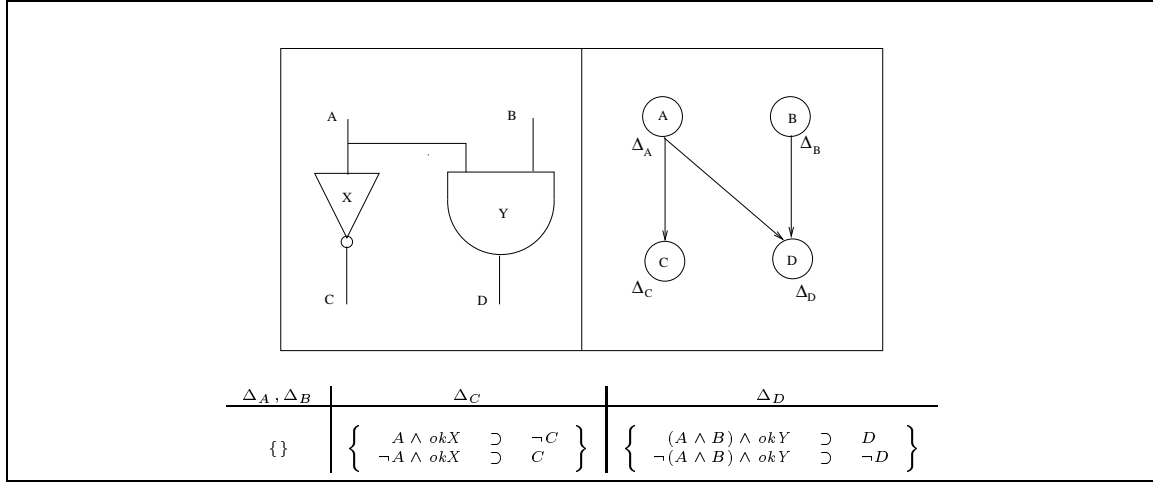 A
B
X
Y
C
D
A
B
Δ_A
Δ_B
C
D
Δ_C
Δ_D
Δ_A , Δ_B Δ_C Δ_D
{ } { A ∧ okX ⊃ ¬C } { (A ∧ B) ∧ okY ⊃ D }
¬A ∧ okX ⊃ C ¬(A ∧ B) ∧ okY ⊃ ¬D